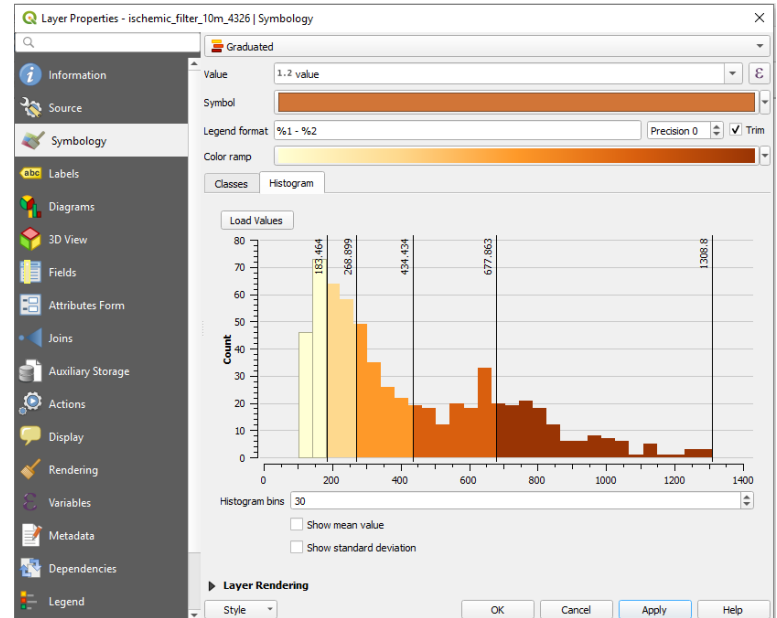 Layer Properties - ischemic_filter_10m_4326 | Symbology
Information
Source
Symbology
abc Labels
Diagrams
3D View
Fields
Attributes Form
Joins
Auxiliary Storage
Actions
Display
Rendering
Variables
Metadata
Dependencies
Legend
Graduated
Value 1.2 value ε
Symbol
Legend format %1 - %2 Precision 0 Trim
Color ramp
Classes Histogram
Load Values
183.464 268.899 434.434 677.863 1308.8
80
70
60
50
40
30
20
10
0
Count
0 200 400 600 800 1000 1200 1400
Histogram bins 30
Show mean value
Show standard deviation
Layer Rendering
Style OK Cancel Apply Help